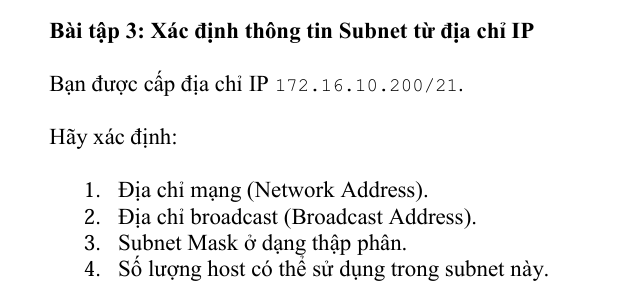 Bài tập 3: Xác định thông tin Subnet từ địa chỉ IP
Bạn được cấp địa chỉ IP 172.16.10.200/21.
Hãy xác định:
1. Địa chỉ mạng (Network Address).
2. Địa chỉ broadcast (Broadcast Address).
3. Subnet Mask ở dạng thập phân.
4. Số lượng host có thể sử dụng trong subnet này.